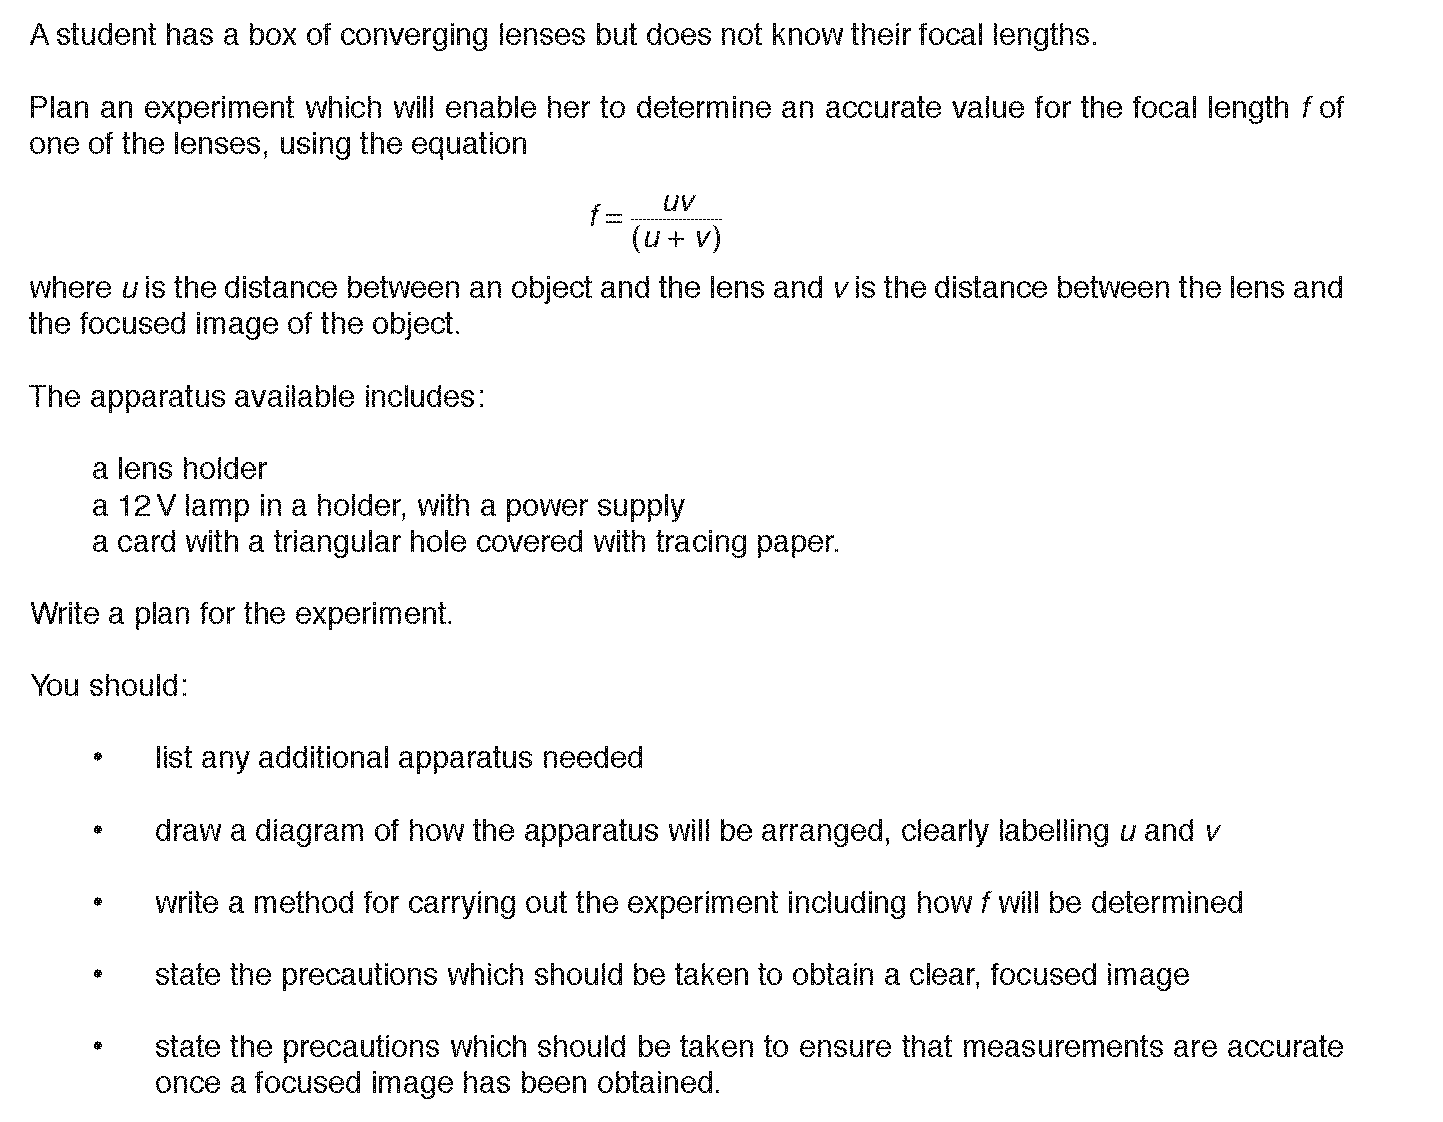 A student has a box of converging lenses but does not know their focal lengths.
Plan an experiment which will enable her to determine an accurate value for the focal length f of
one of the lenses, using the equation
f = uv / (u + v)
where u is the distance between an object and the lens and v is the distance between the lens and
the focused image of the object.
The apparatus available includes:
a lens holder
a 12 V lamp in a holder, with a power supply
a card with a triangular hole covered with tracing paper.
Write a plan for the experiment.
You should:
• list any additional apparatus needed
• draw a diagram of how the apparatus will be arranged, clearly labelling u and v
• write a method for carrying out the experiment including how f will be determined
• state the precautions which should be taken to obtain a clear, focused image
• state the precautions which should be taken to ensure that measurements are accurate
once a focused image has been obtained.